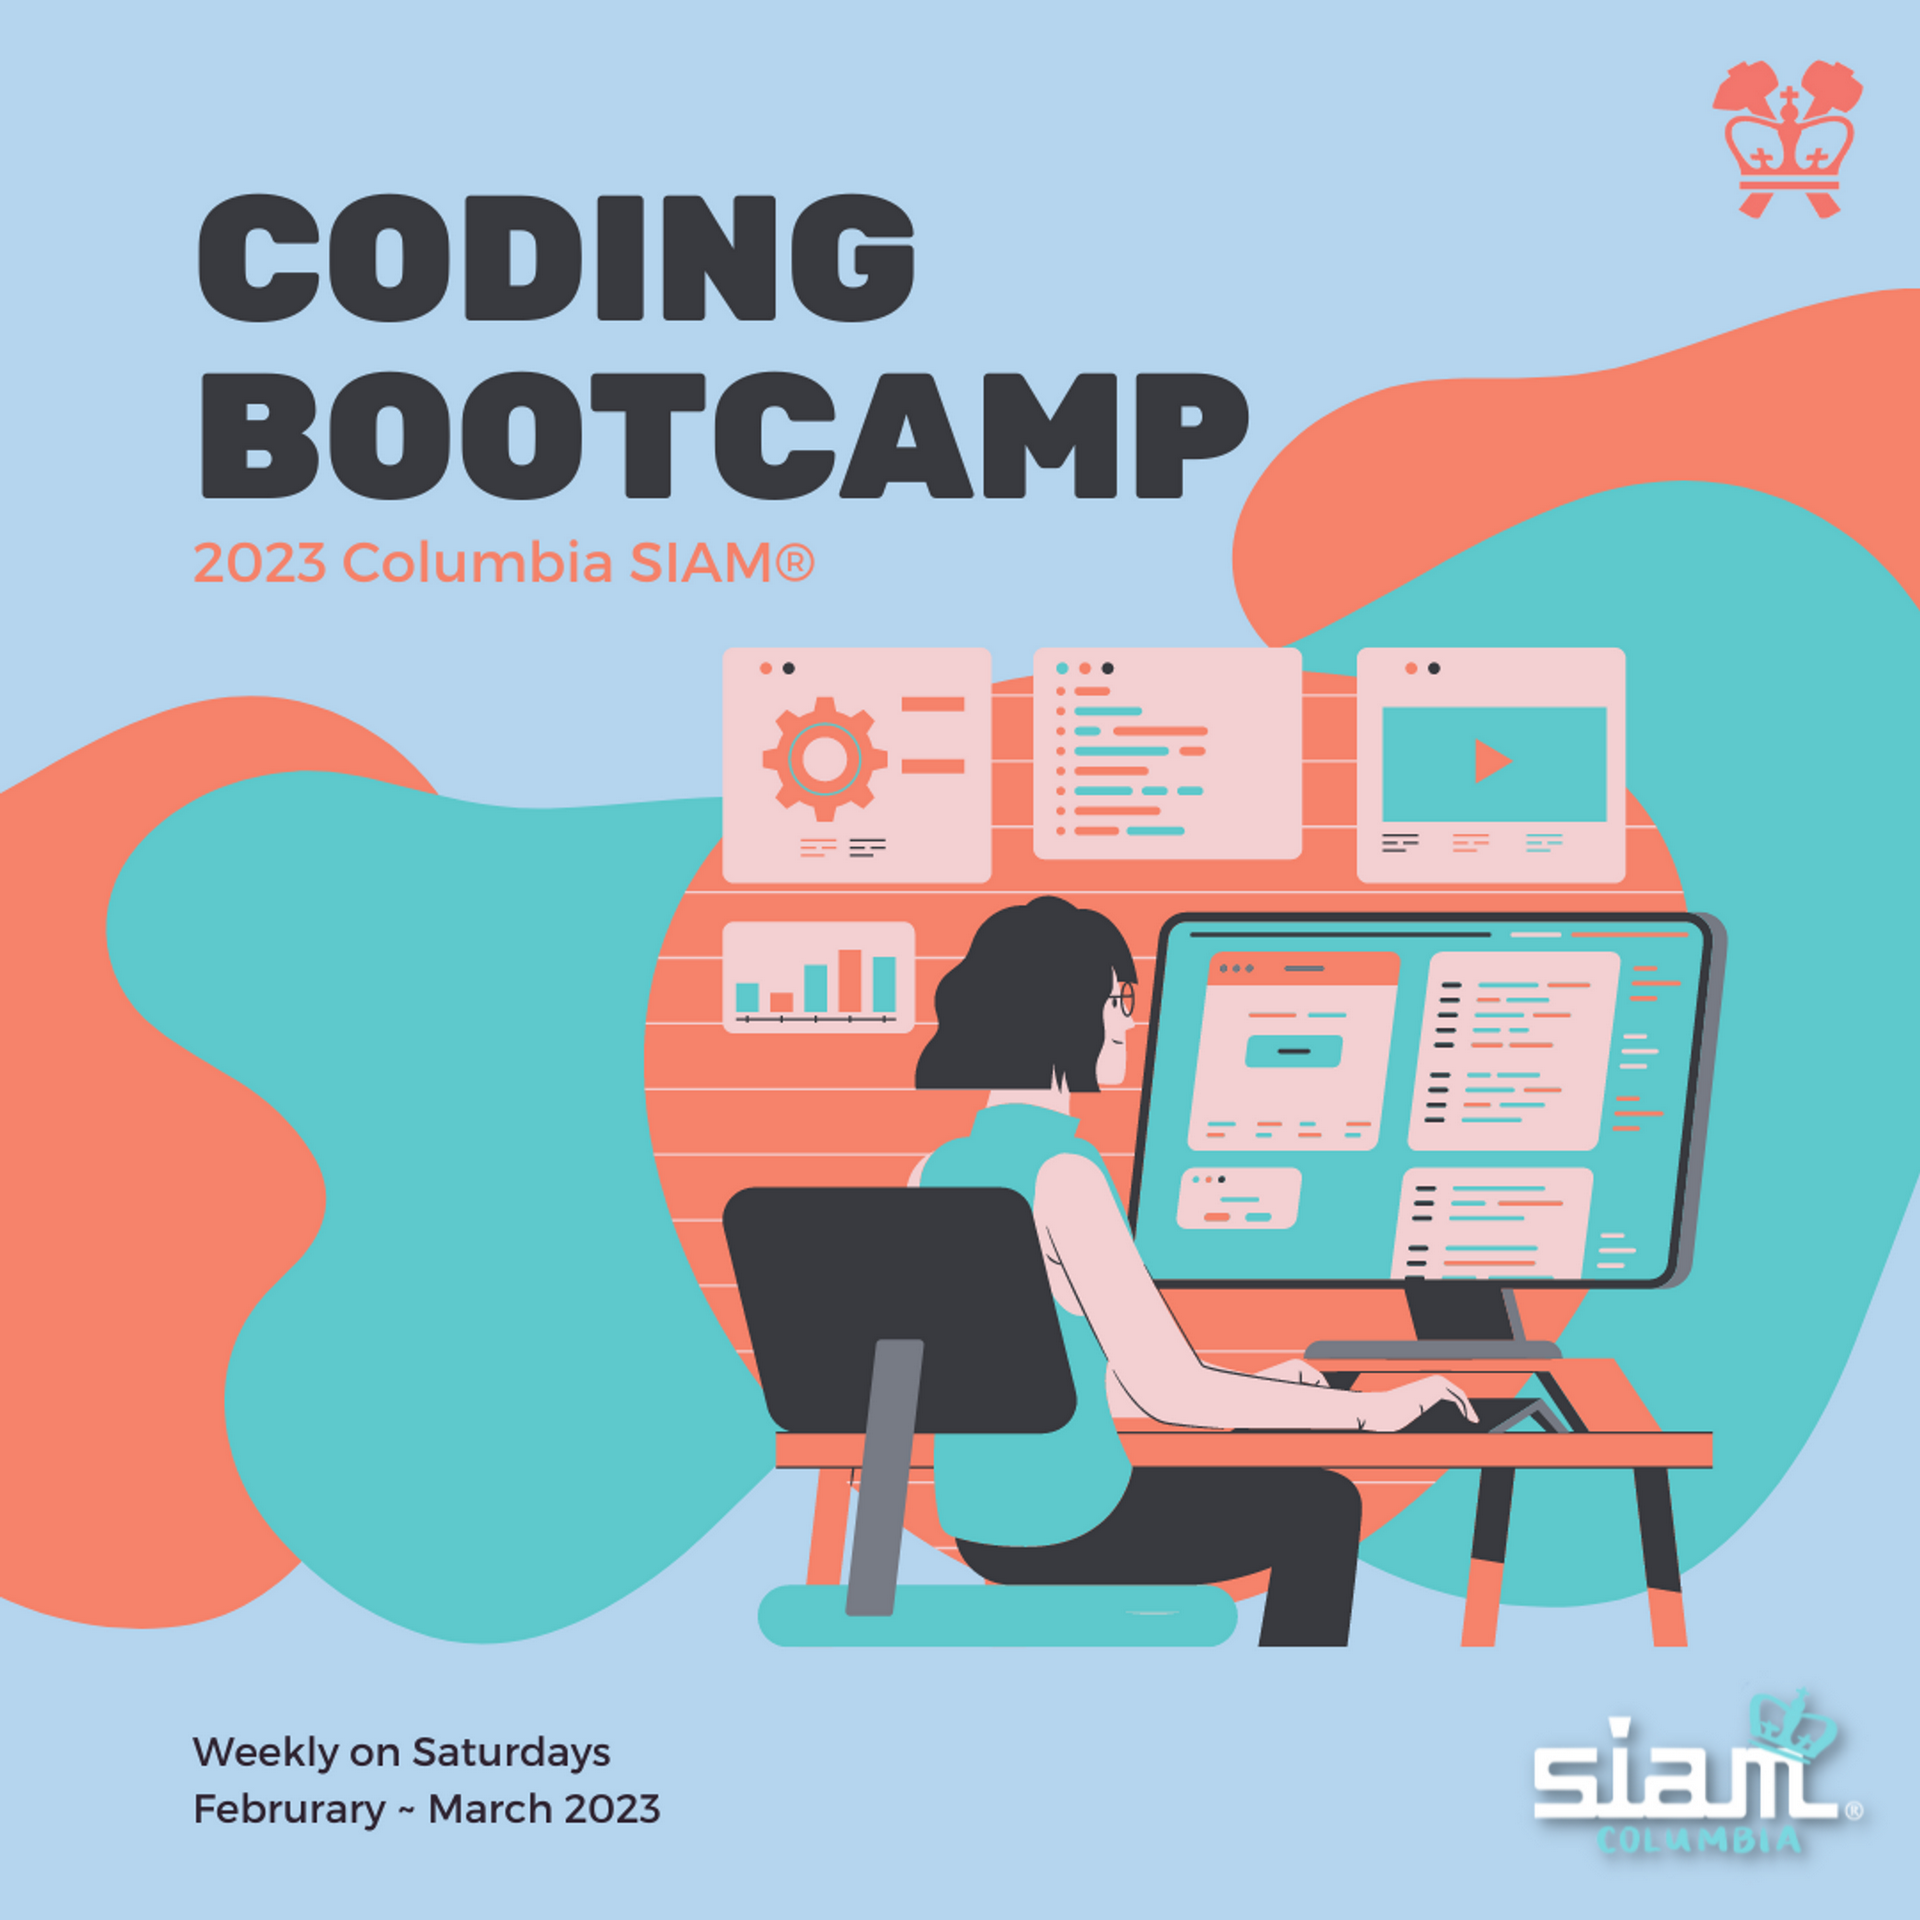 CODING
BOOTCAMP
2023 Columbia SIAM®
Weekly on Saturdays
Februrary ~ March 2023
siam®
COLUMBIA